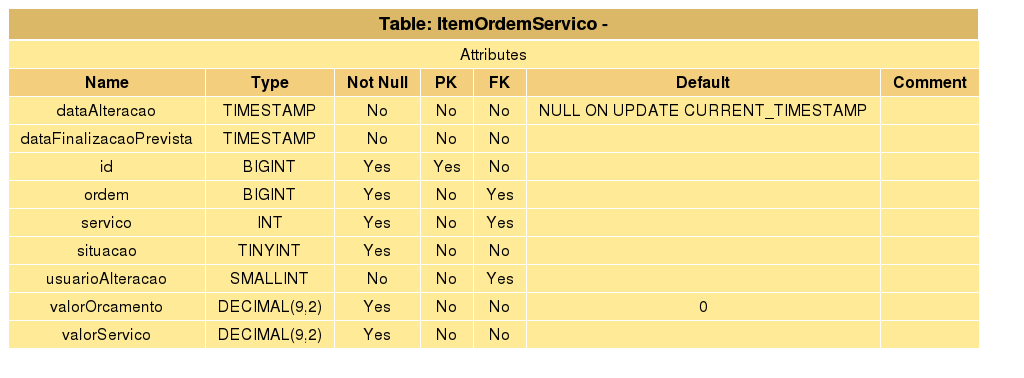 Table: ItemOrdemServico -
Attributes
Name Type Not Null PK FK Default Comment
dataAlteracao TIMESTAMP No No No NULL ON UPDATE CURRENT_TIMESTAMP
dataFinalizacaoPrevista TIMESTAMP No No No
id BIGINT Yes Yes No
ordem BIGINT Yes No Yes
servico INT Yes No Yes
situacao TINYINT Yes No No
usuarioAlteracao SMALLINT No No Yes
valorOrcamento DECIMAL(9,2) Yes No No 0
valorServico DECIMAL(9,2) Yes No No